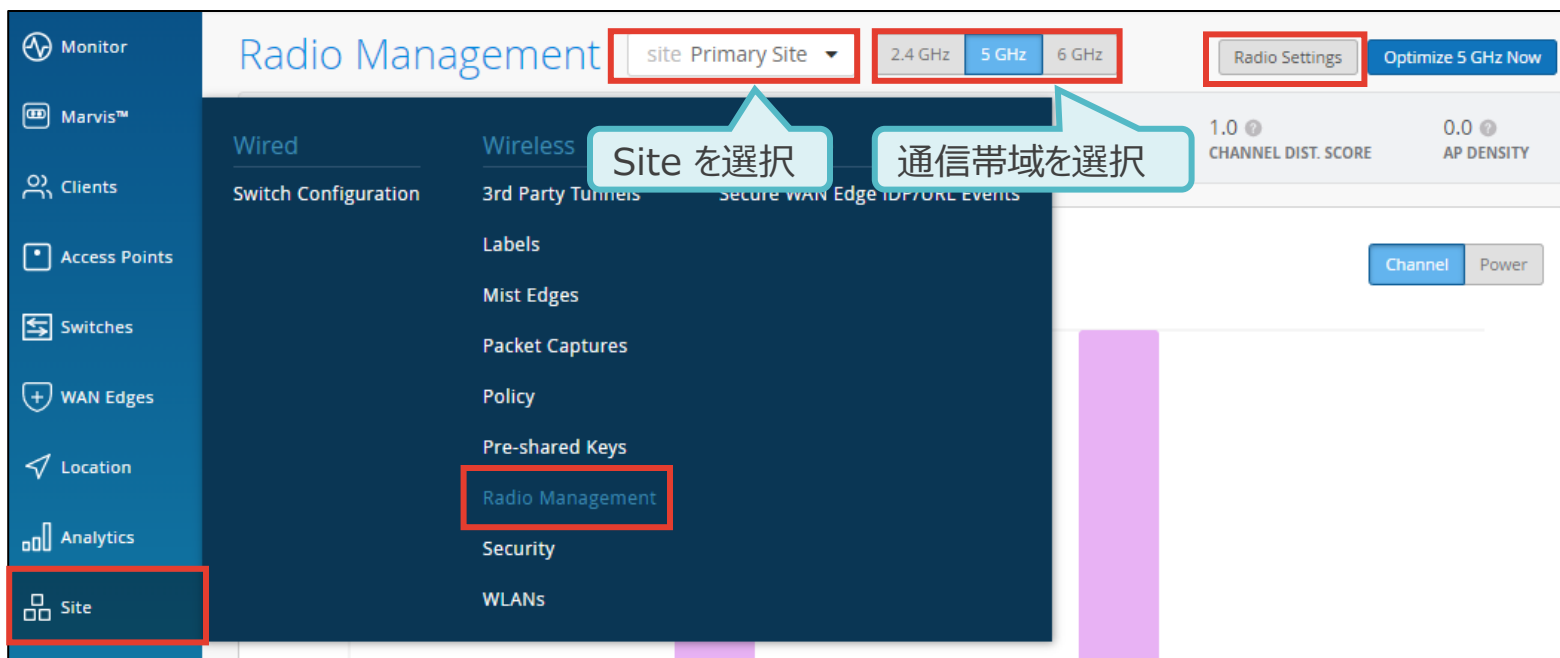 Monitor
Marvis™
Clients
Access Points
Switches
WAN Edges
Location
Analytics
Site
Radio Management
site Primary Site
2.4 GHz
5 GHz
6 GHz
Radio Settings
Optimize 5 GHz Now
Site を選択
通信帯域を選択
1.0
CHANNEL DIST. SCORE
0.0
AP DENSITY
Wired
Switch Configuration
Wireless
3rd Party Tunnels
Labels
Mist Edges
Packet Captures
Policy
Pre-shared Keys
Radio Management
Security
WLANs
Secure WAN Edge IDP/URL Events
Channel
Power